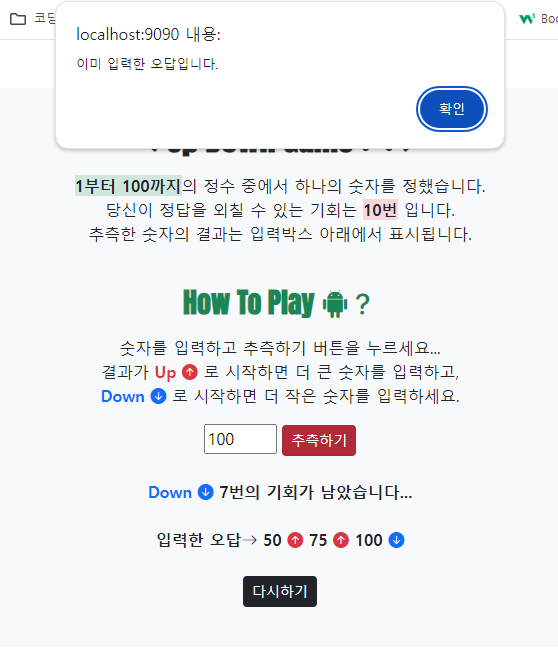 코딩
Boo
localhost:9090 내용:
이미 입력한 오답입니다.
확인
Up Down Game
1부터 100까지의 정수 중에서 하나의 숫자를 정했습니다.
당신이 정답을 외칠 수 있는 기회는 10번 입니다.
추측한 숫자의 결과는 입력박스 아래에서 표시됩니다.
How To Play ?
숫자를 입력하고 추측하기 버튼을 누르세요...
결과가 Up 로 시작하면 더 큰 숫자를 입력하고,
Down 로 시작하면 더 작은 숫자를 입력하세요.
100 추측하기
Down 7번의 기회가 남았습니다...
입력한 오답→ 50 75 100
다시하기